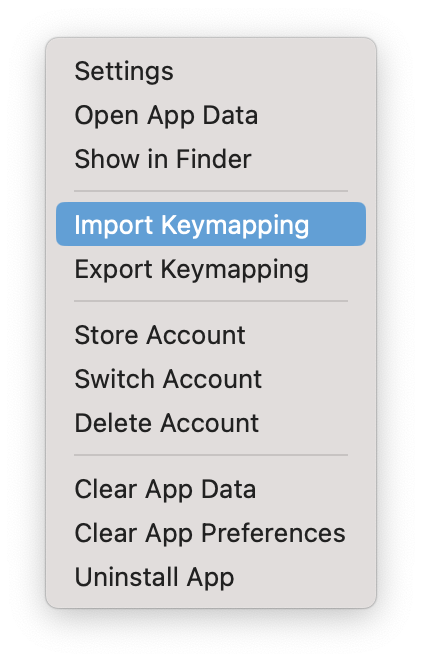 Settings
Open App Data
Show in Finder
Import Keymapping
Export Keymapping
Store Account
Switch Account
Delete Account
Clear App Data
Clear App Preferences
Uninstall App